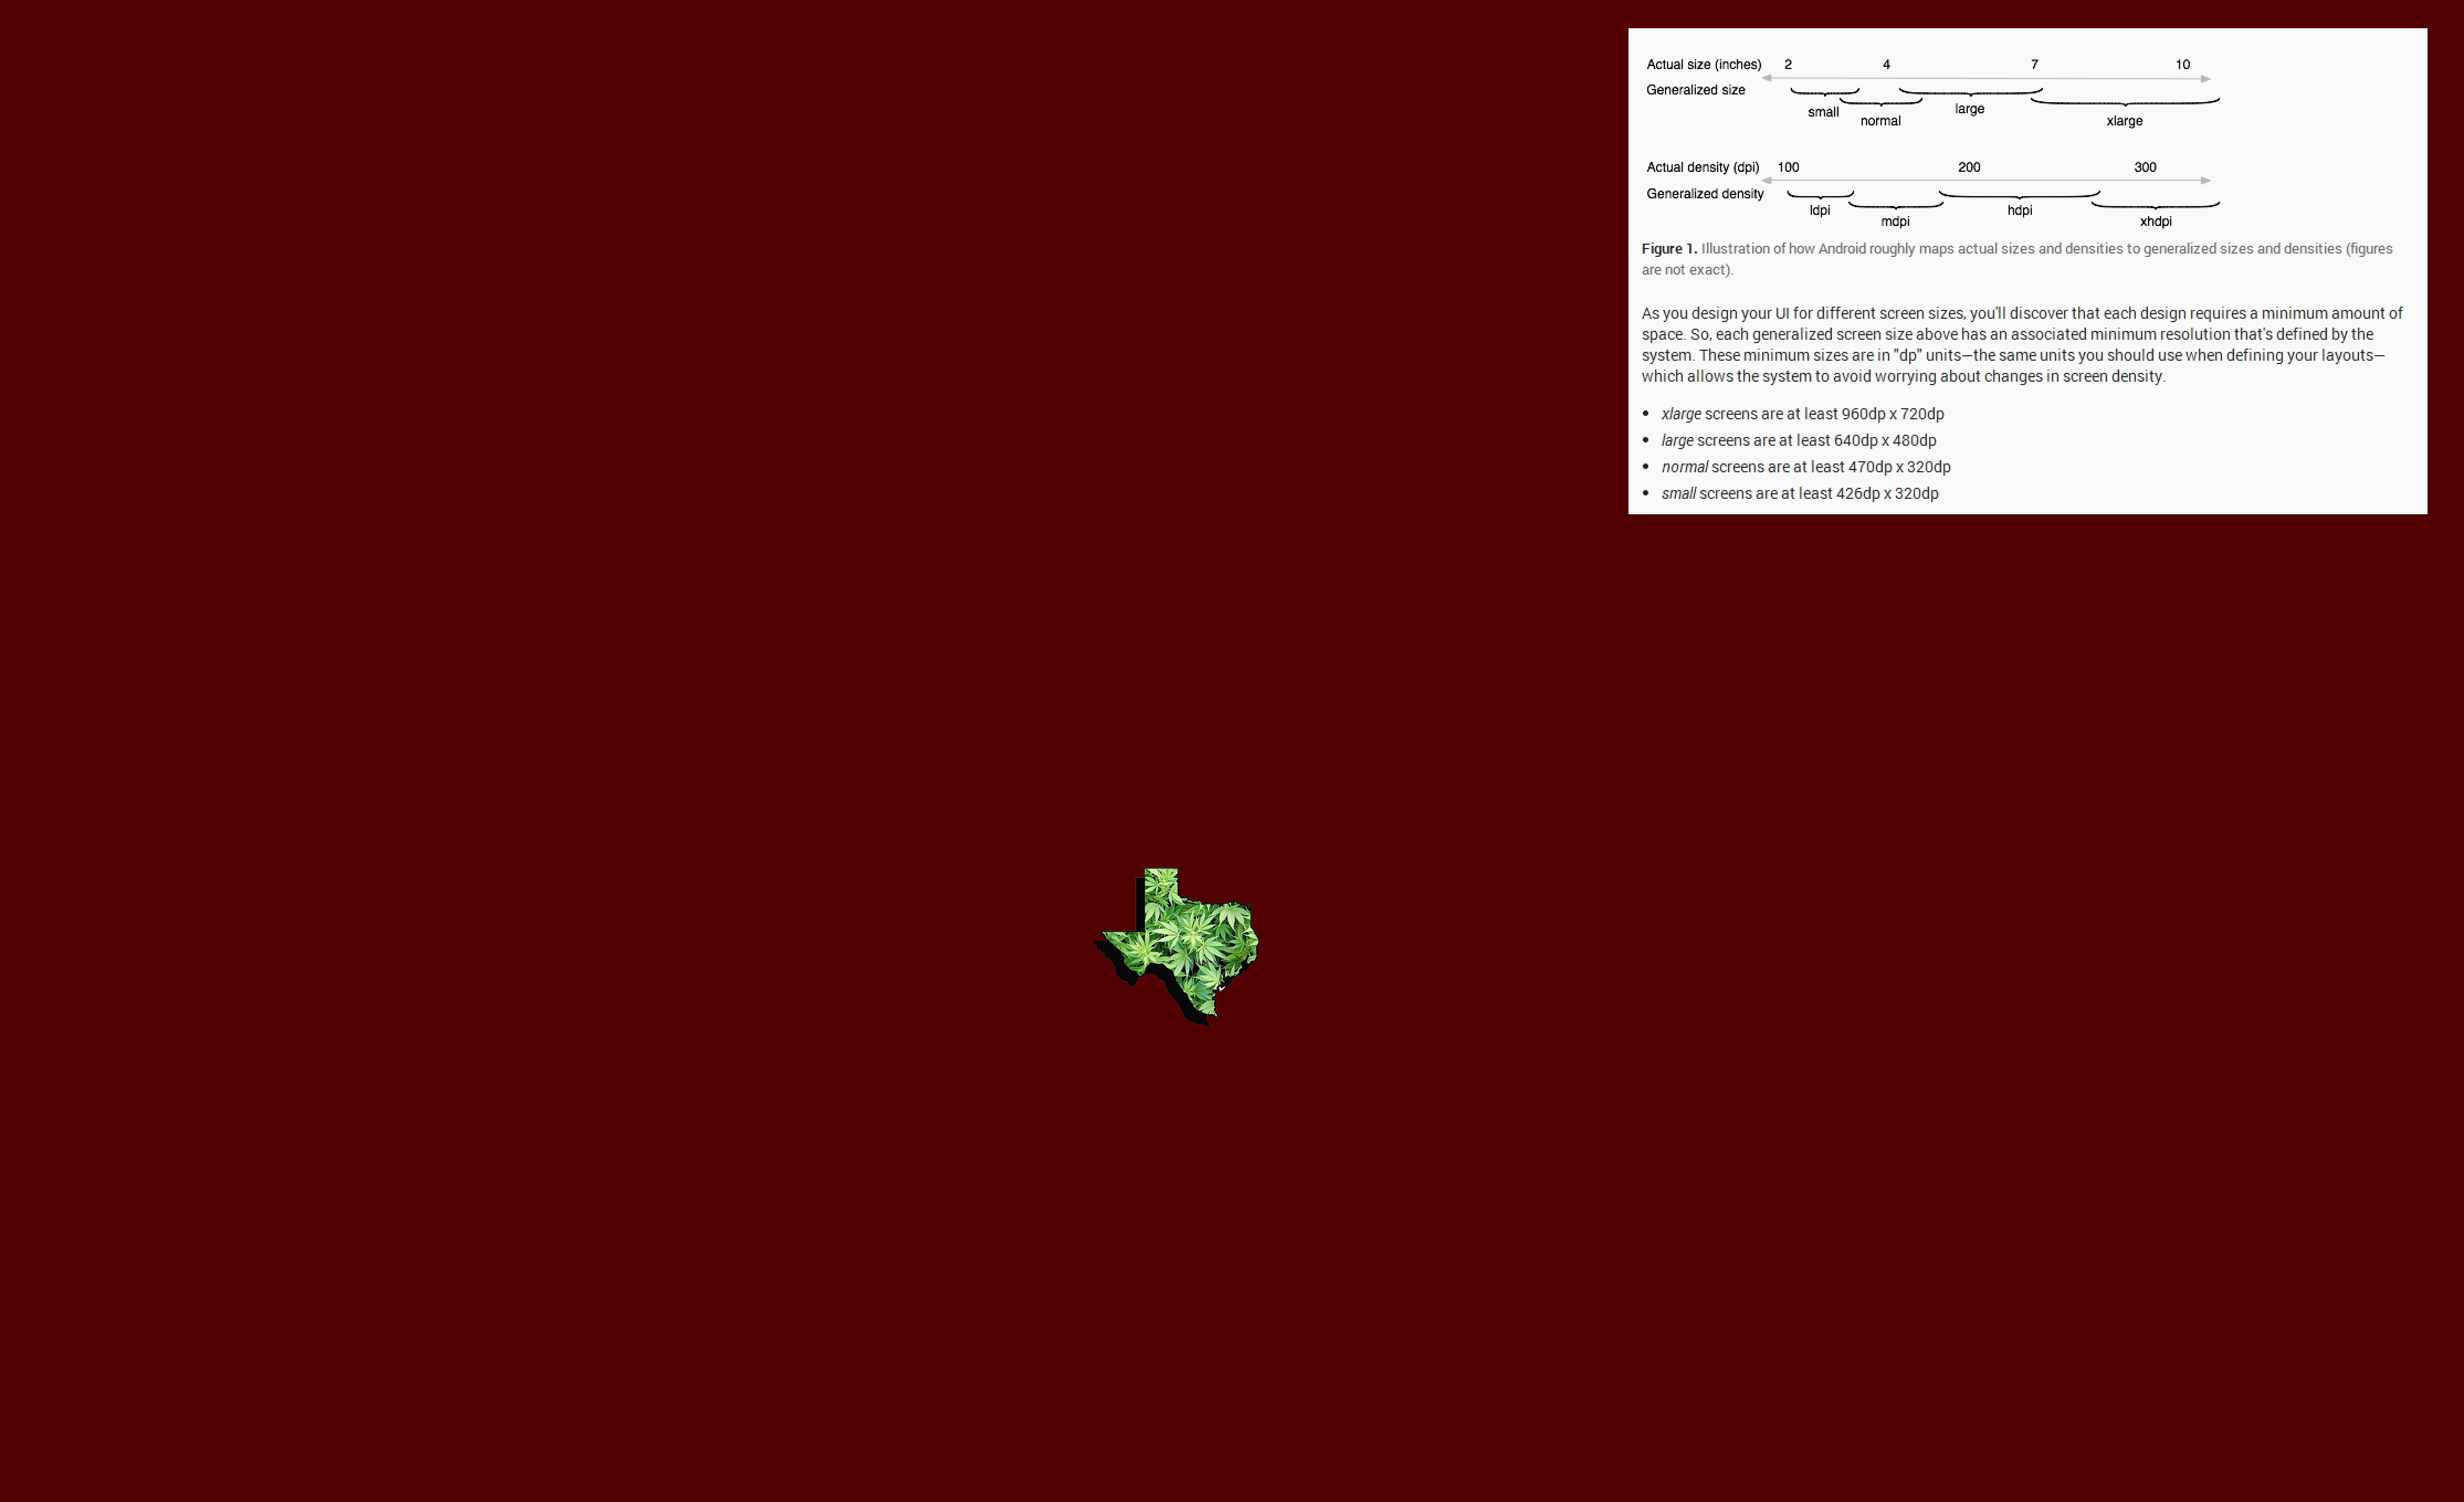 Actual size (inches) 2 4 7 10
Generalized size
small large
normal xlarge
Actual density (dpi) 100 200 300
Generalized density
ldpi hdpi
mdpi xhdpi
Figure 1. Illustration of how Android roughly maps actual sizes and densities to generalized sizes and densities (figures
are not exact).
As you design your UI for different screen sizes, you'll discover that each design requires a minimum amount of
space. So, each generalized screen size above has an associated minimum resolution that's defined by the
system. These minimum sizes are in "dp" units—the same units you should use when defining your layouts—
which allows the system to avoid worrying about changes in screen density.
• xlarge screens are at least 960dp x 720dp
• large screens are at least 640dp x 480dp
• normal screens are at least 470dp x 320dp
• small screens are at least 426dp x 320dp